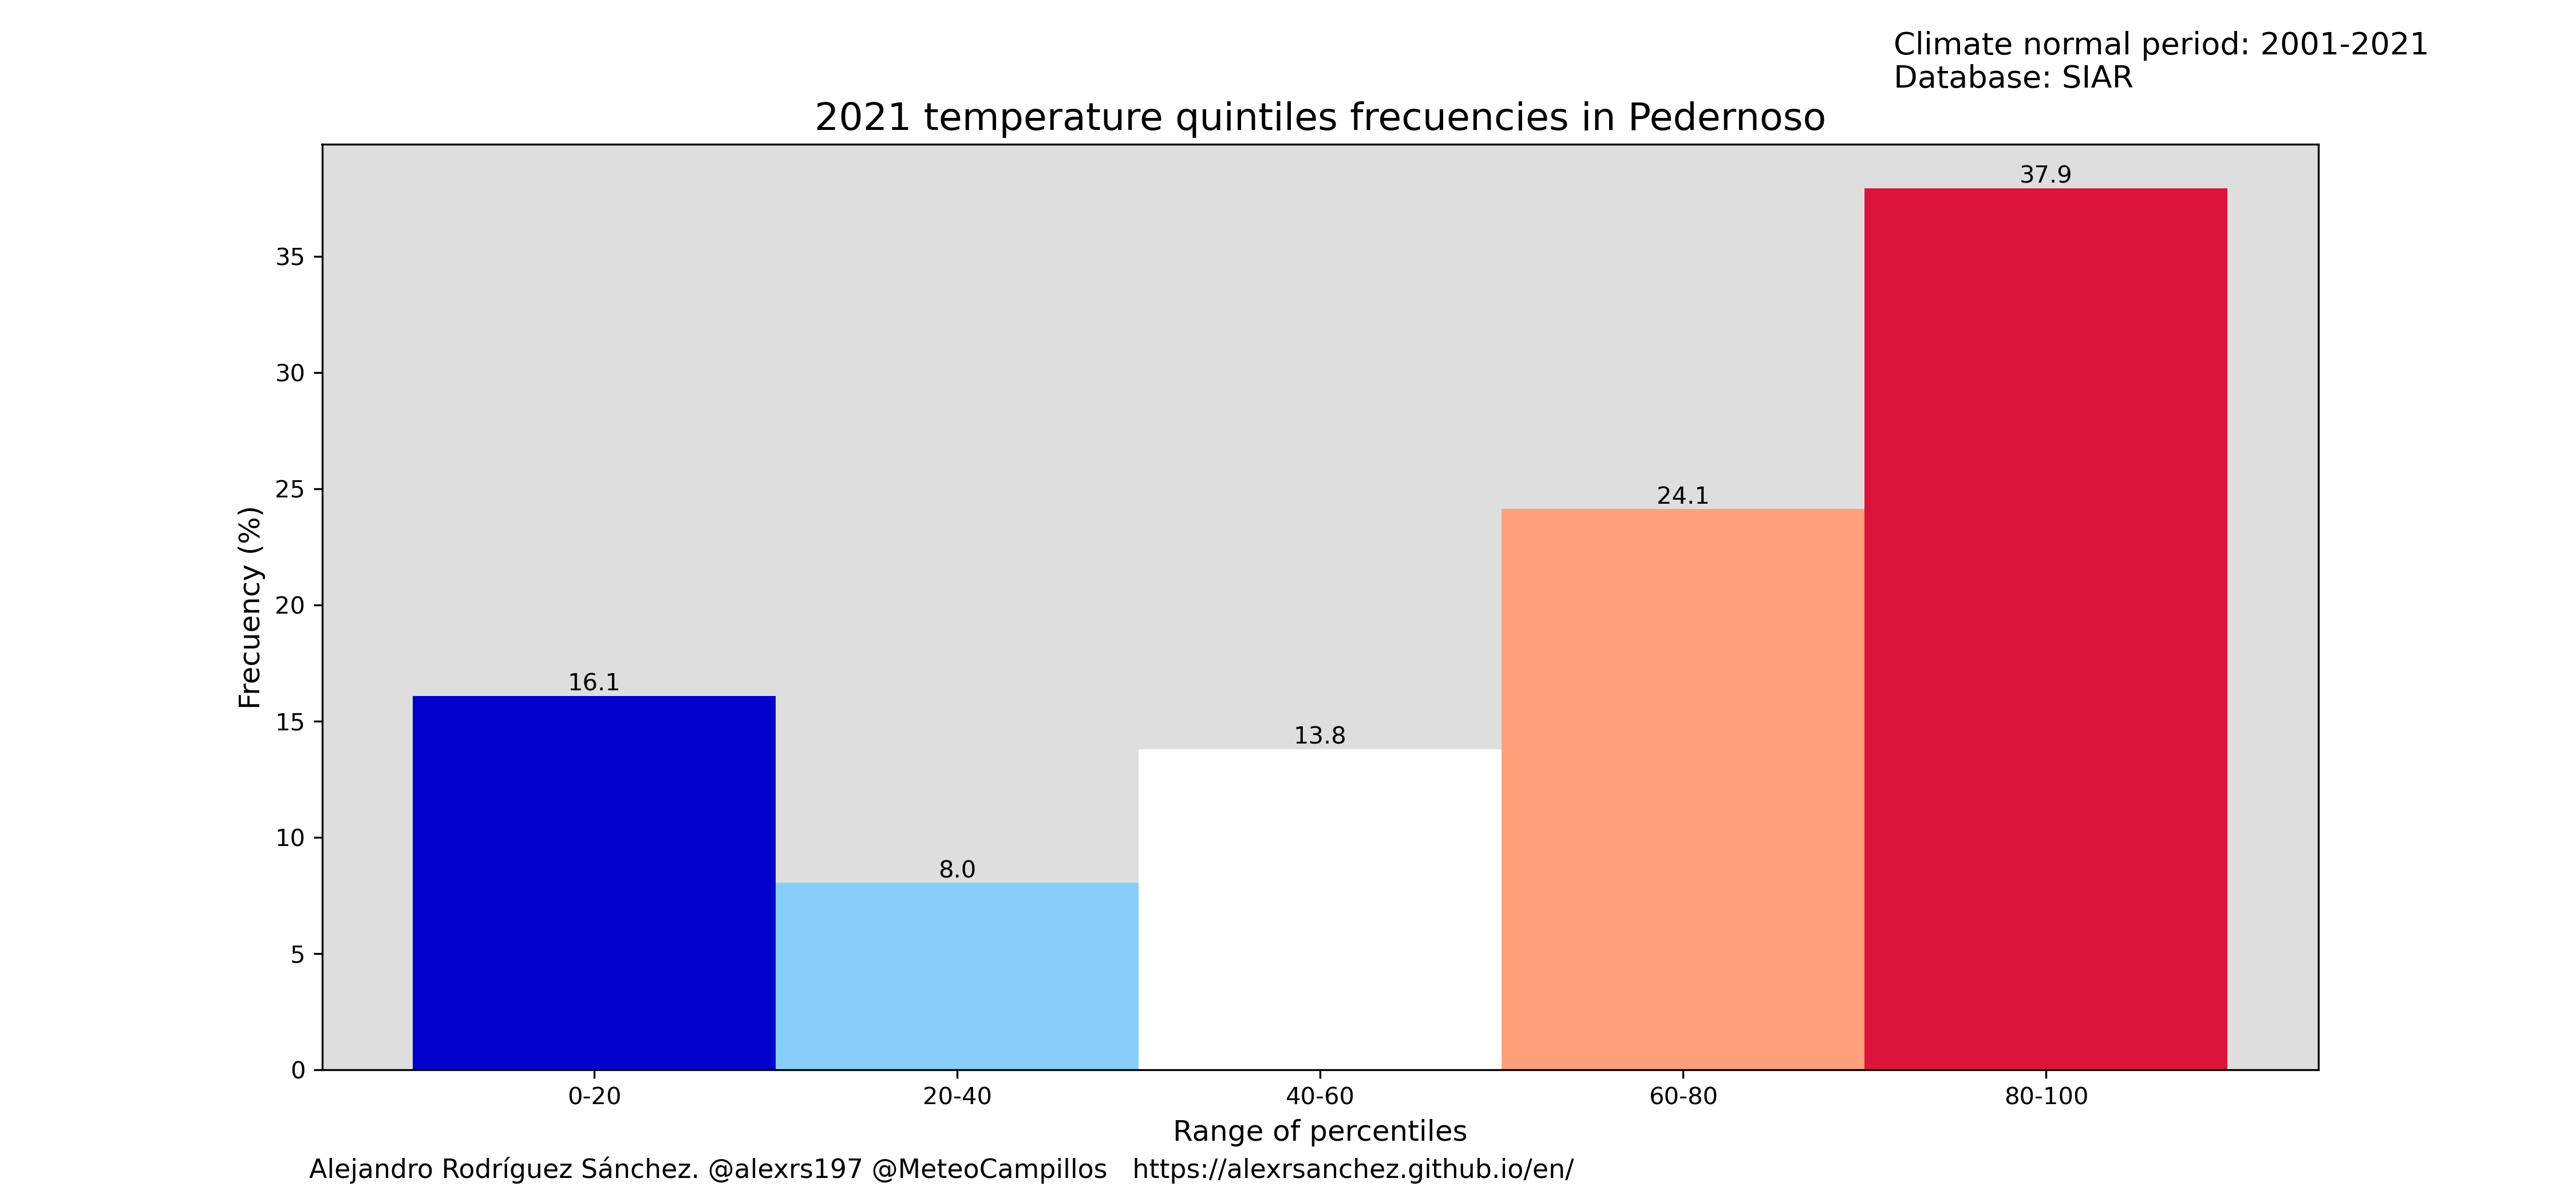 Climate normal period: 2001-2021
Database: SIAR
2021 temperature quintiles frecuencies in Pedernoso
37.9
35
30
25
24.1
Frecuency (%)
20
16.1
15
13.8
10
8.0
5
0
0-20 20-40 40-60 60-80 80-100
Range of percentiles
Alejandro Rodríguez Sánchez. @alexrs197 @MeteoCampillos https://alexrsanchez.github.io/en/